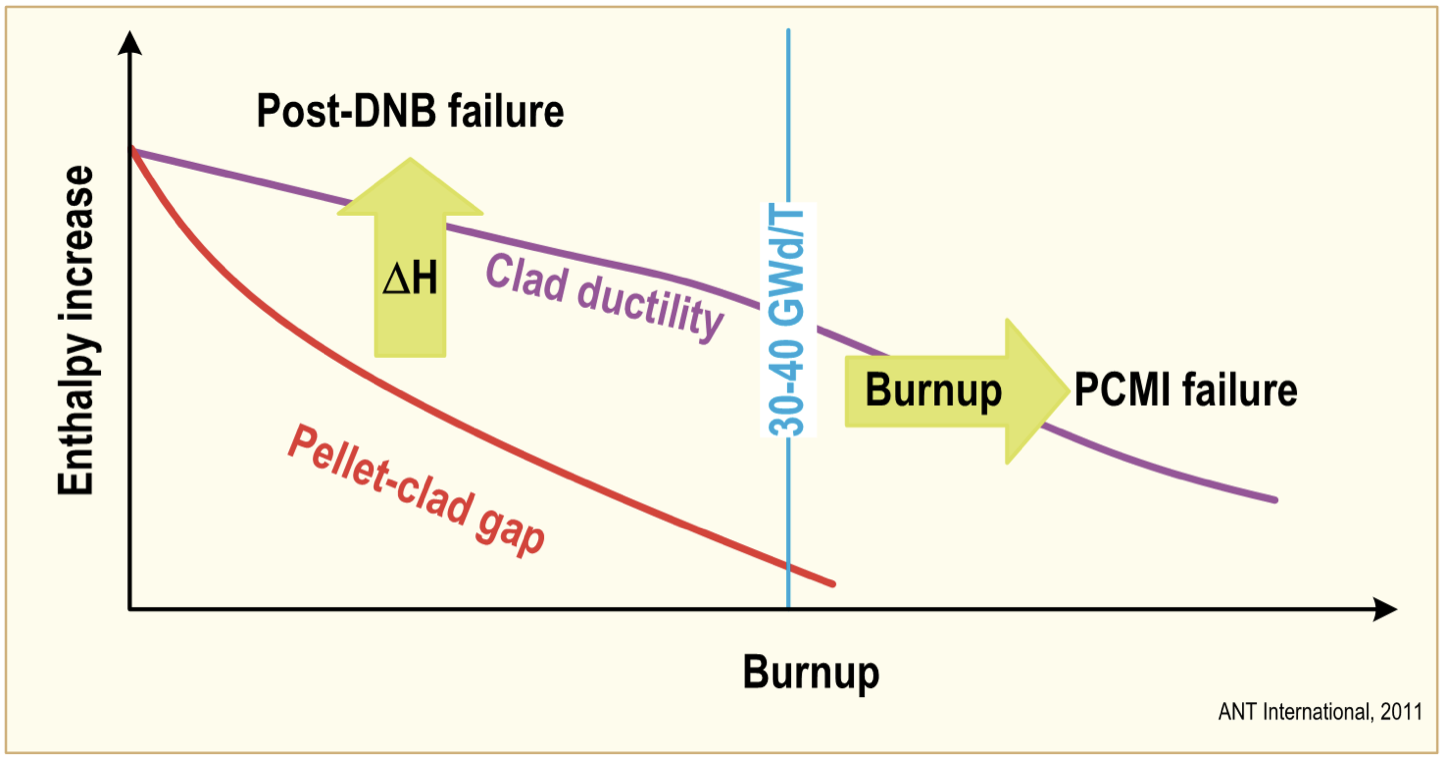 Post-DNB failure
Enthalpy increase
ΔH
Clad ductility
30-40 GWd/T
Burnup
PCMI failure
Pellet-clad gap
Burnup
ANT International, 2011